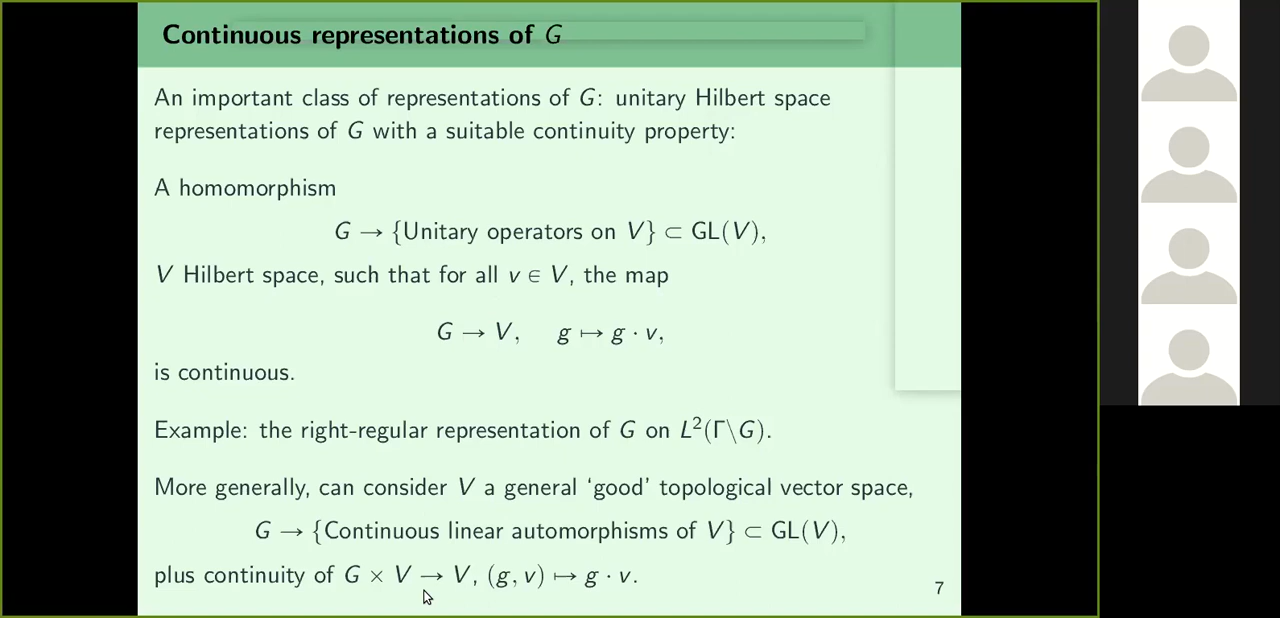 Continuous representations of G
An important class of representations of G: unitary Hilbert space
representations of G with a suitable continuity property:
A homomorphism
G → {Unitary operators on V} ⊂ GL(V),
V Hilbert space, such that for all v ∈ V, the map
G → V, g ↦ g · v,
is continuous.
Example: the right-regular representation of G on L²(Γ\G).
More generally, can consider V a general ‘good’ topological vector space,
G → {Continuous linear automorphisms of V} ⊂ GL(V),
plus continuity of G × V → V, (g, v) ↦ g · v.
7